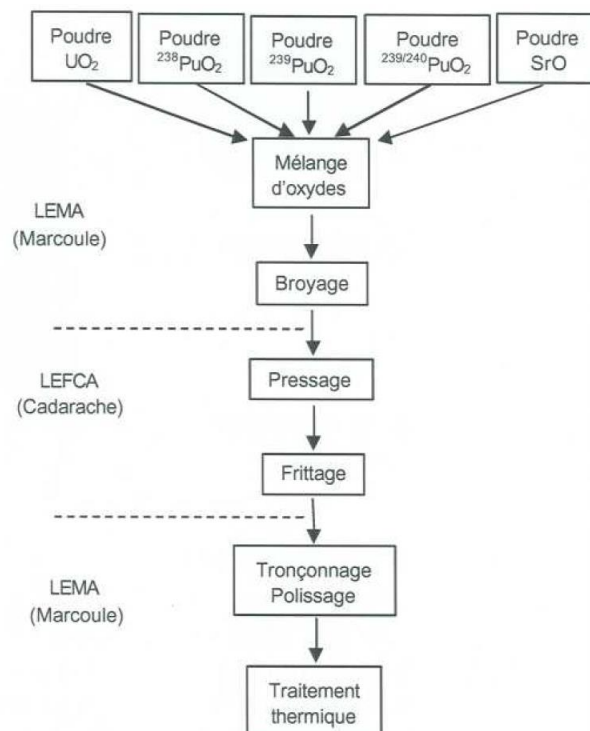 Poudre
UO₂
Poudre
²³⁸PuO₂
Poudre
²³⁹PuO₂
Poudre
²³⁹/²⁴⁰PuO₂
Poudre
SrO
Mélange
d'oxydes
LEMA
(Marcoule)
Broyage
LEFCA
(Cadarache)
Pressage
Frittage
LEMA
(Marcoule)
Tronçonnage
Polissage
Traitement
thermique